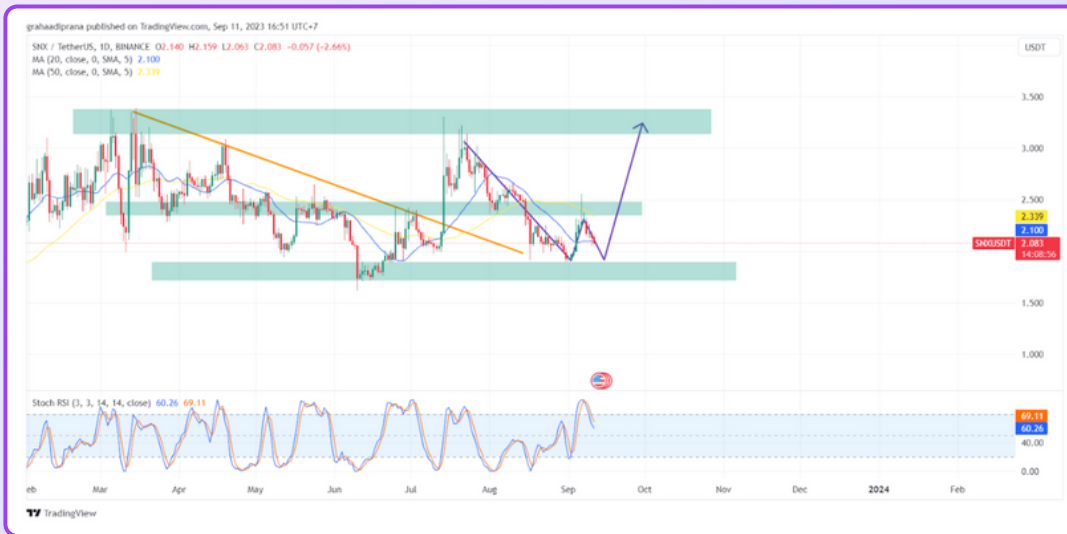 grahaadiprana published on TradingView.com, Sep 11, 2023 16:51 UTC+7
SNX / TetherUS, 1D, BINANCE O2.140 H2.159 L2.063 C2.083 -0.057 (-2.66%)
USDT
MA (20, close, 0, SMA, 5) 2.100
MA (50, close, 0, SMA, 5) 2.339
3.500
3.000
2.500
2.339
2.100
SNXUSDT 2.083
14:08:56
1.500
1.000
Stoch RSI (3, 3, 14, 14, close) 60.26 69.11
69.11
60.26
40.00
0.00
eb Mar Apr May Jun Jul Aug Sep Oct Nov Dec 2024 Feb
TradingView